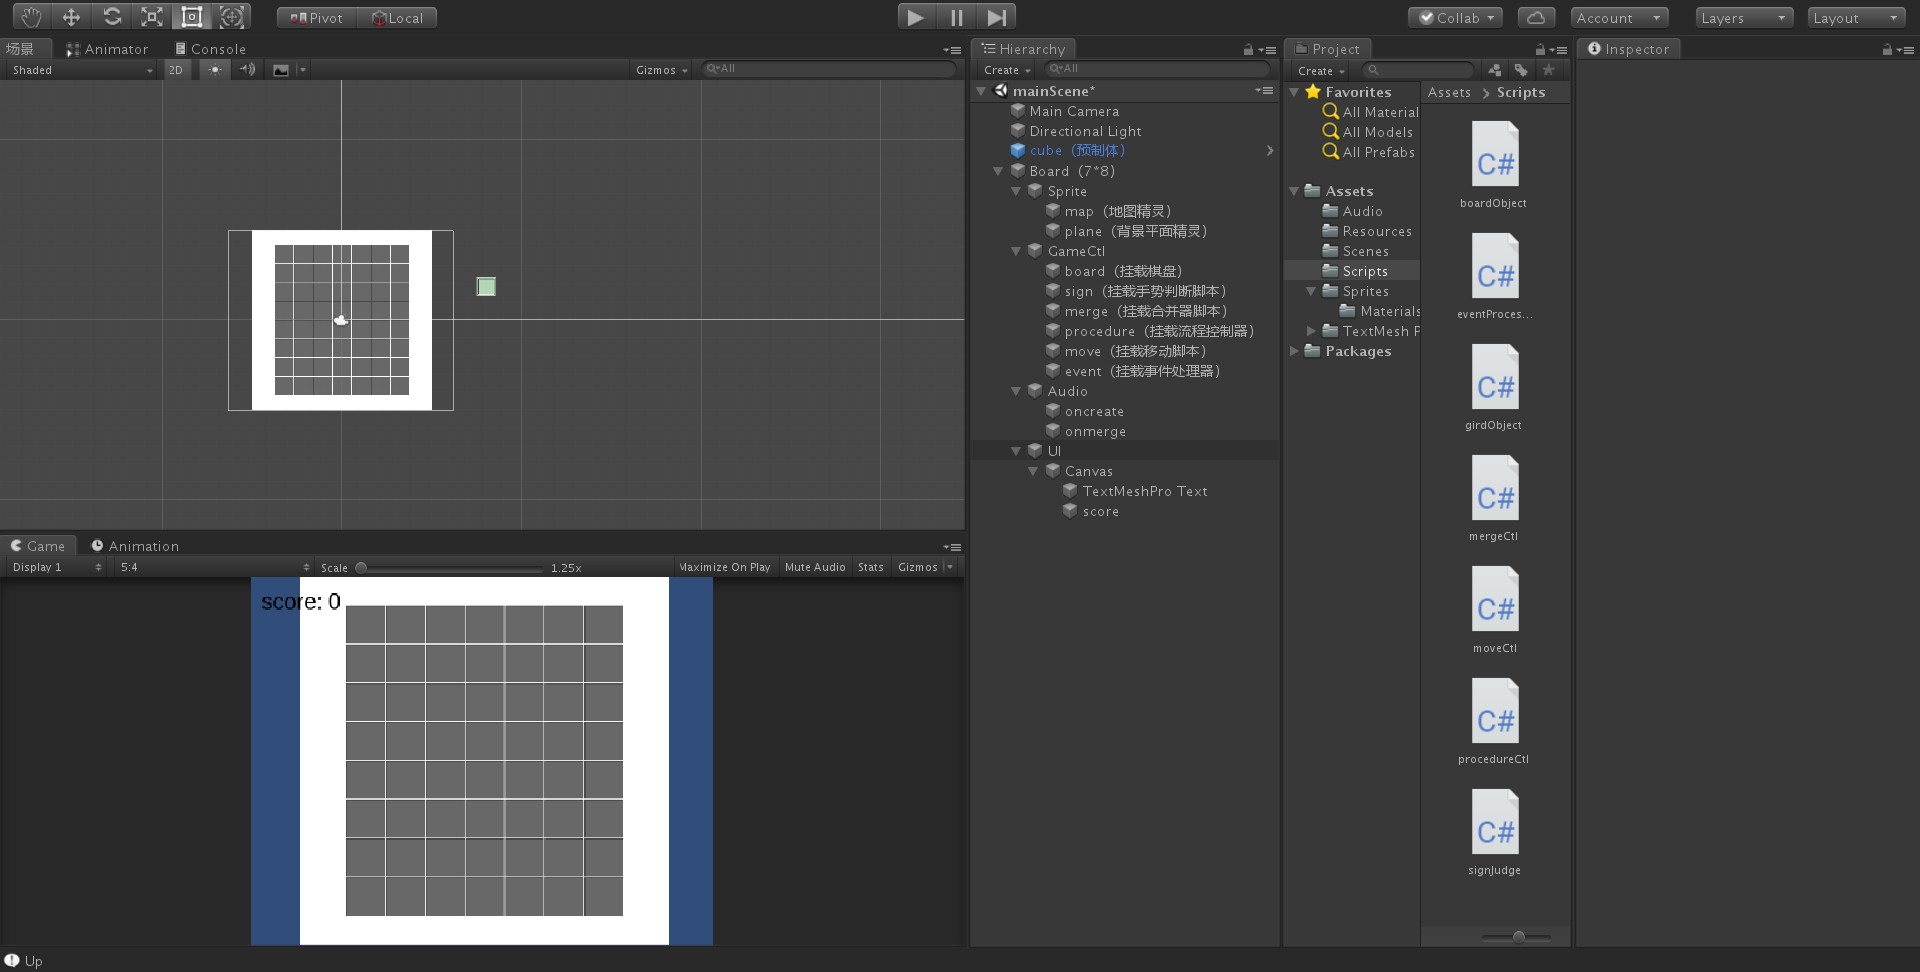 Pivot Local
Collab Account Layers Layout
场景 Animator Console
Shaded 2D Gizmos All
Hierarchy
Create All
mainScene*
Main Camera
Directional Light
cube（预制体）
Board（7*8）
Sprite
map（地图精灵）
plane（背景平面精灵）
GameCtl
board（挂载棋盘）
sign（挂载手势判断脚本）
merge（挂载合并器脚本）
procedure（挂载流程控制器）
move（挂载移动脚本）
event（挂载事件处理器）
Audio
oncreate
onmerge
UI
Canvas
TextMeshPro Text
score
Project
Create
Favorites
All Material
All Models
All Prefabs
Assets
Audio
Resources
Scenes
Scripts
Sprites
Materials
TextMesh P
Packages
Assets > Scripts
C#
boardObject
C#
eventProces...
C#
girdObject
C#
mergeCtl
C#
moveCtl
C#
procedureCtl
C#
signJudge
Inspector
Game Animation
Display 1 5:4 Scale 1.25x Maximize On Play Mute Audio Stats Gizmos
score: 0
Up